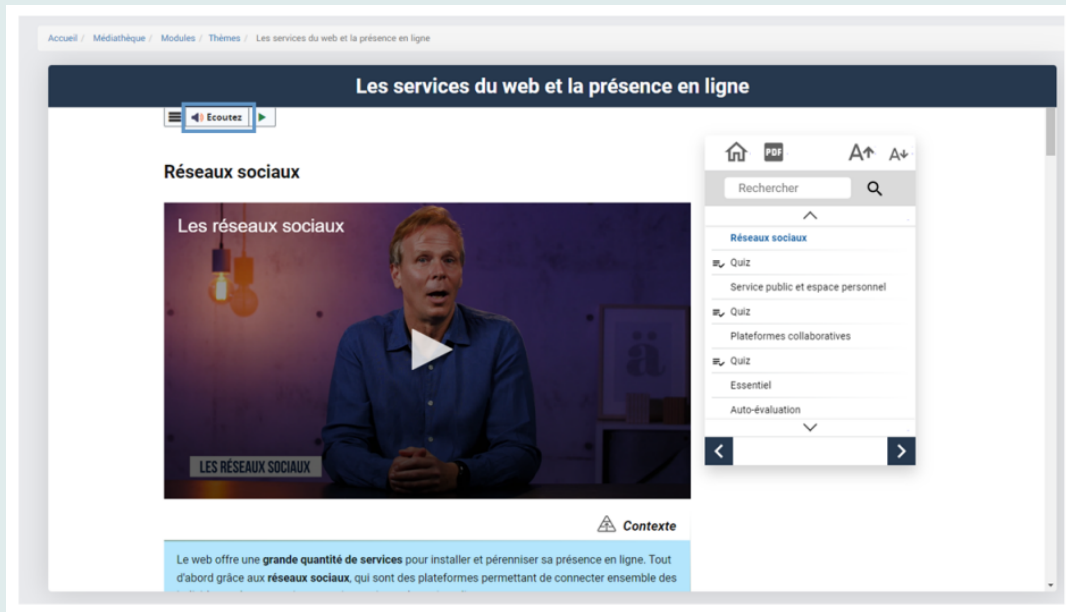 Accueil / Médiathèque / Modules / Thèmes / Les services du web et la présence en ligne
Les services du web et la présence en ligne
Ecoutez
Réseaux sociaux
Les réseaux sociaux
ä
LES RÉSEAUX SOCIAUX
PDF
A A
Rechercher
Réseaux sociaux
Quiz
Service public et espace personnel
Quiz
Plateformes collaboratives
Quiz
Essentiel
Auto-évaluation
Contexte
Le web offre une grande quantité de services pour installer et pérenniser sa présence en ligne. Tout
d'abord grâce aux réseaux sociaux, qui sont des plateformes permettant de connecter ensemble des